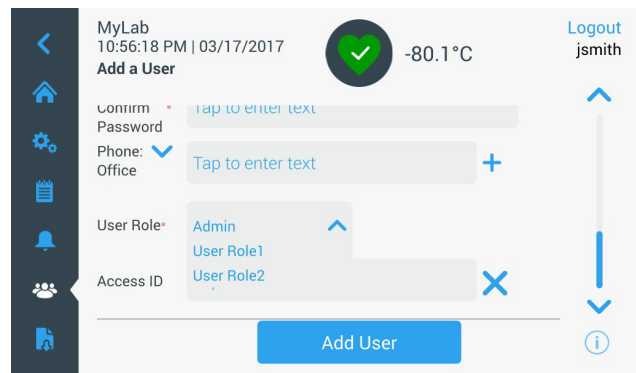 MyLab
10:56:18 PM | 03/17/2017
Add a User
-80.1°C
Logout
jsmith
Confirm * Tap to enter text
Password
Phone: Tap to enter text
Office
User Role* Admin
User Role1
Access ID User Role2
Add User